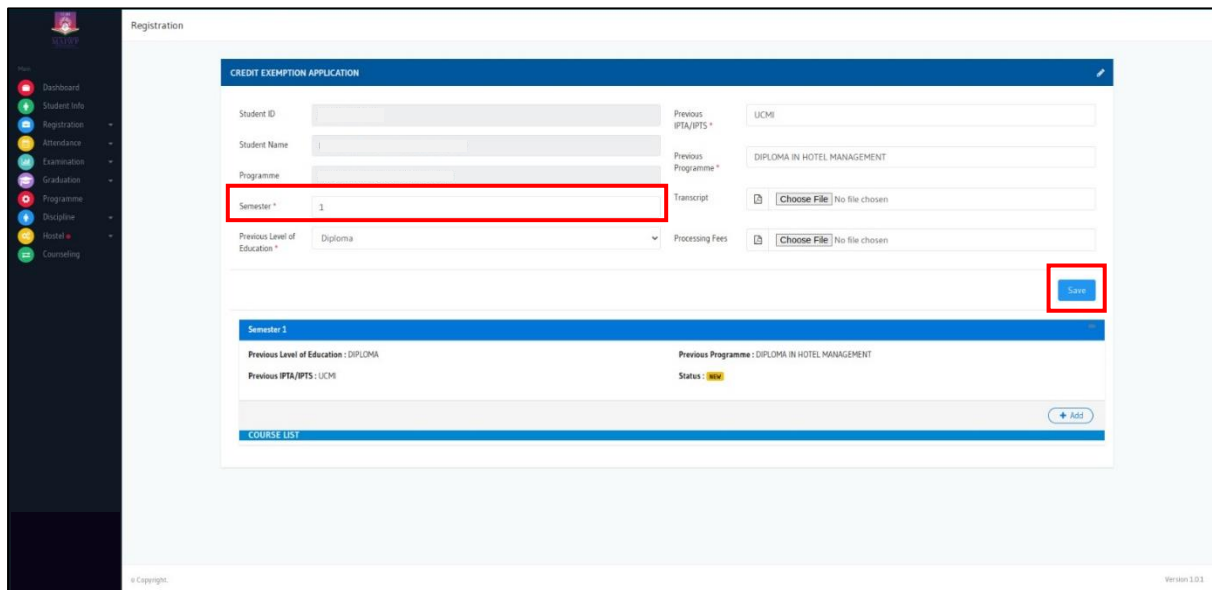 Registration
Main
Dashboard
Student Info
Registration
Attendance
Examination
Graduation
Programme
Discipline
Hostel
Counseling
CREDIT EXEMPTION APPLICATION
Student ID
Student Name
Programme
Semester *
1
Previous Level of
Education *
Diploma
Previous
IPTA/IPTS *
UCMI
Previous
Programme *
DIPLOMA IN HOTEL MANAGEMENT
Transcript
Choose File No file chosen
Processing Fees
Choose File No file chosen
Save
Semester 1
Previous Level of Education : DIPLOMA
Previous Programme : DIPLOMA IN HOTEL MANAGEMENT
Previous IPTA/IPTS : UCMI
Status : NEW
+ Add
COURSE LIST
© Copyright.
Version 1.0.1